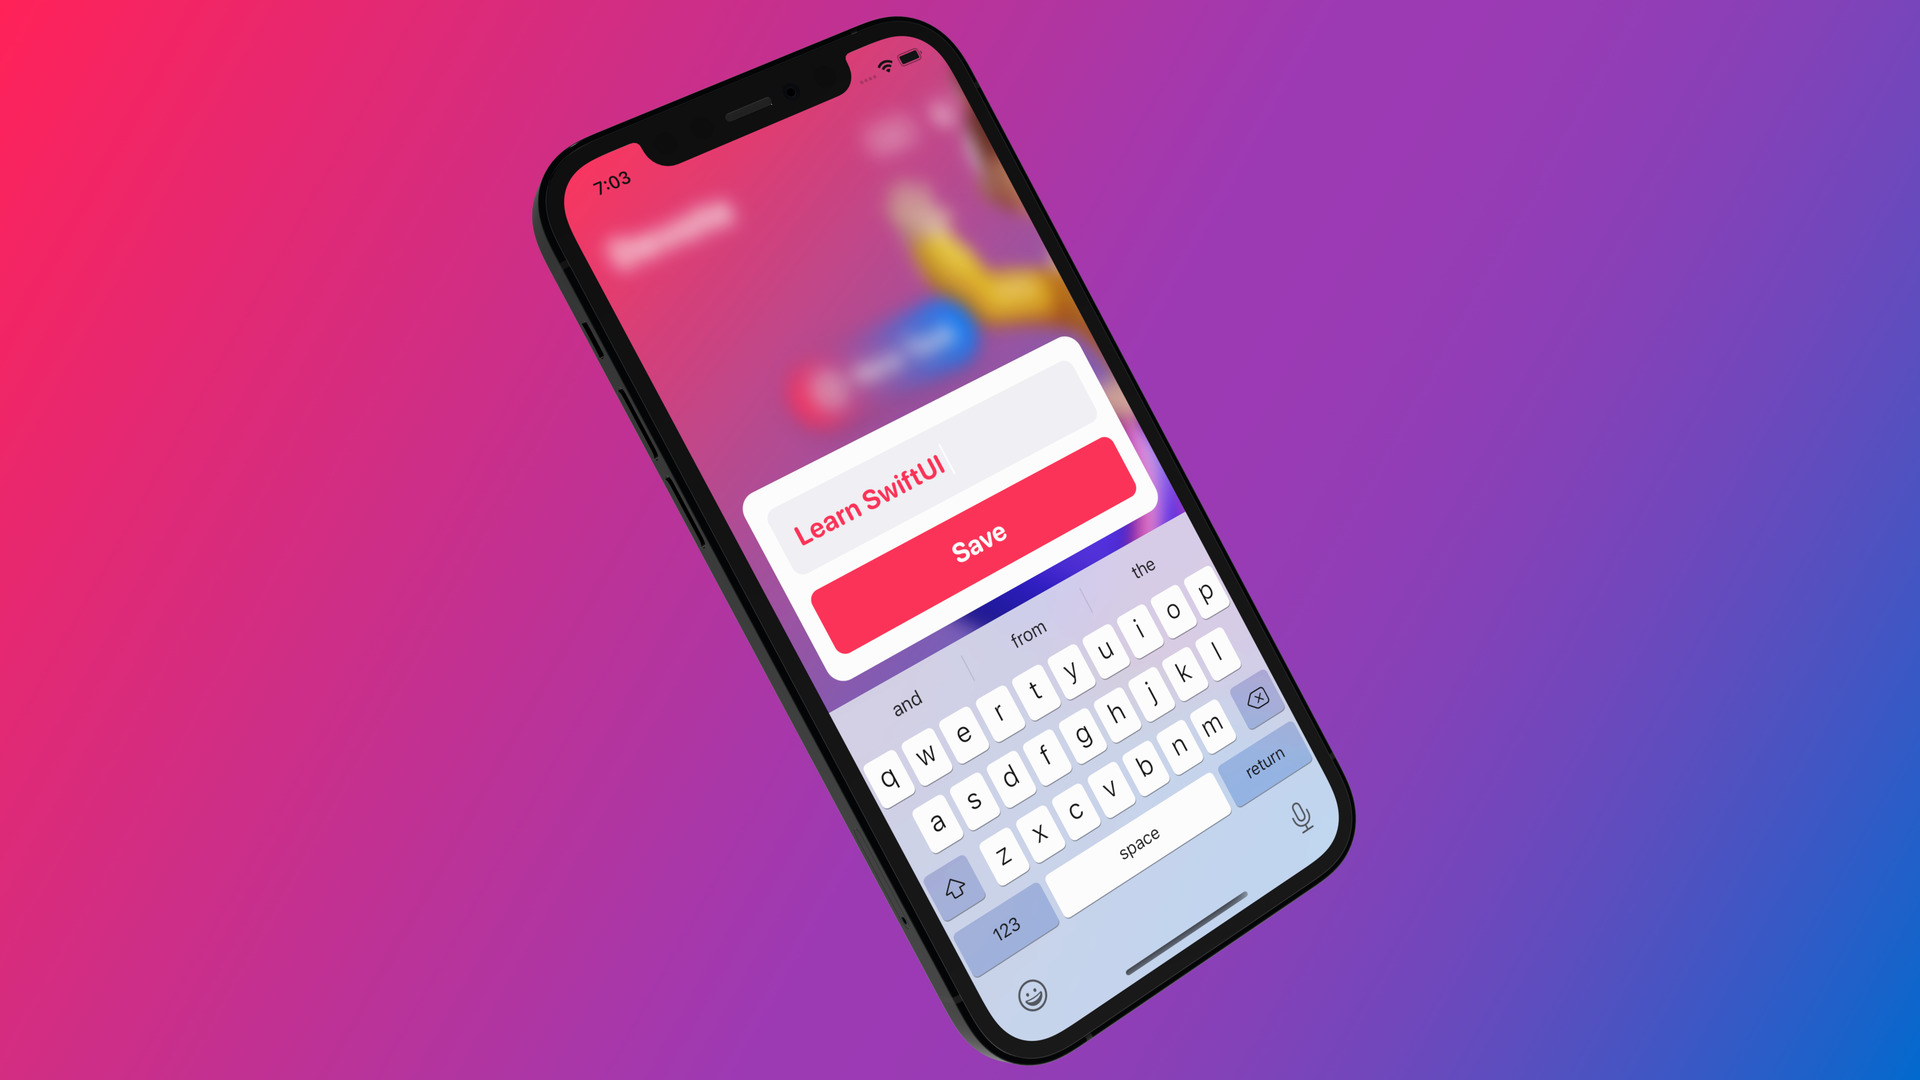 7:03
Learn SwiftUI
Save
and from the
q w e r t y u i o p
a s d f g h j k l
z x c v b n m
123 space return